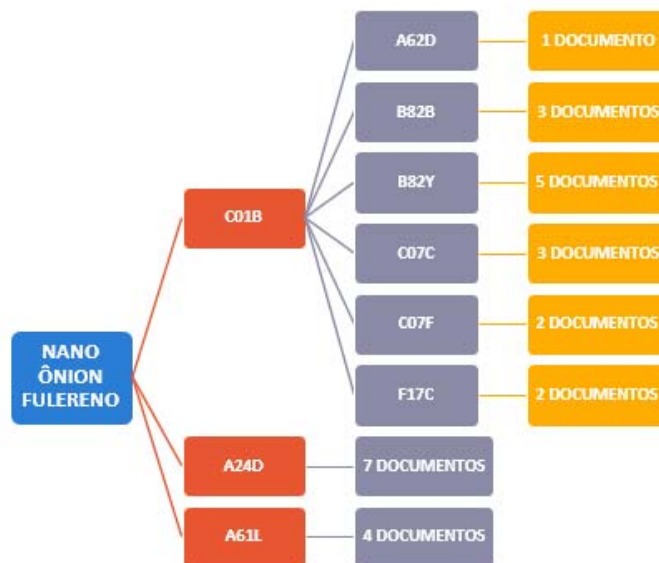 A62D
1 DOCUMENTO
B82B
3 DOCUMENTOS
B82Y
5 DOCUMENTOS
C01B
C07C
3 DOCUMENTOS
C07F
2 DOCUMENTOS
NANO
ÔNION
FULERENO
F17C
2 DOCUMENTOS
A24D
7 DOCUMENTOS
A61L
4 DOCUMENTOS